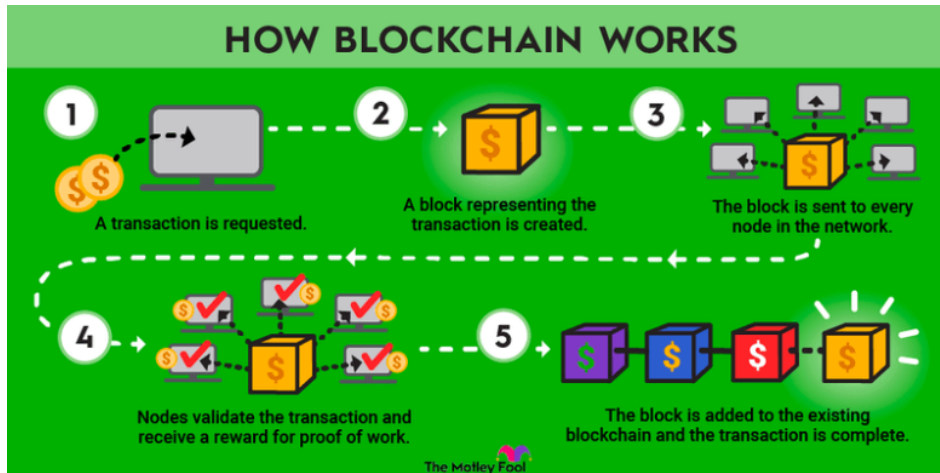 HOW BLOCKCHAIN WORKS
1
A transaction is requested.
2
$
A block representing the
transaction is created.
3
$
The block is sent to every
node in the network.
4
$
Nodes validate the transaction and
receive a reward for proof of work.
5
$ $ $ $
The block is added to the existing
blockchain and the transaction is complete.
The Motley Fool